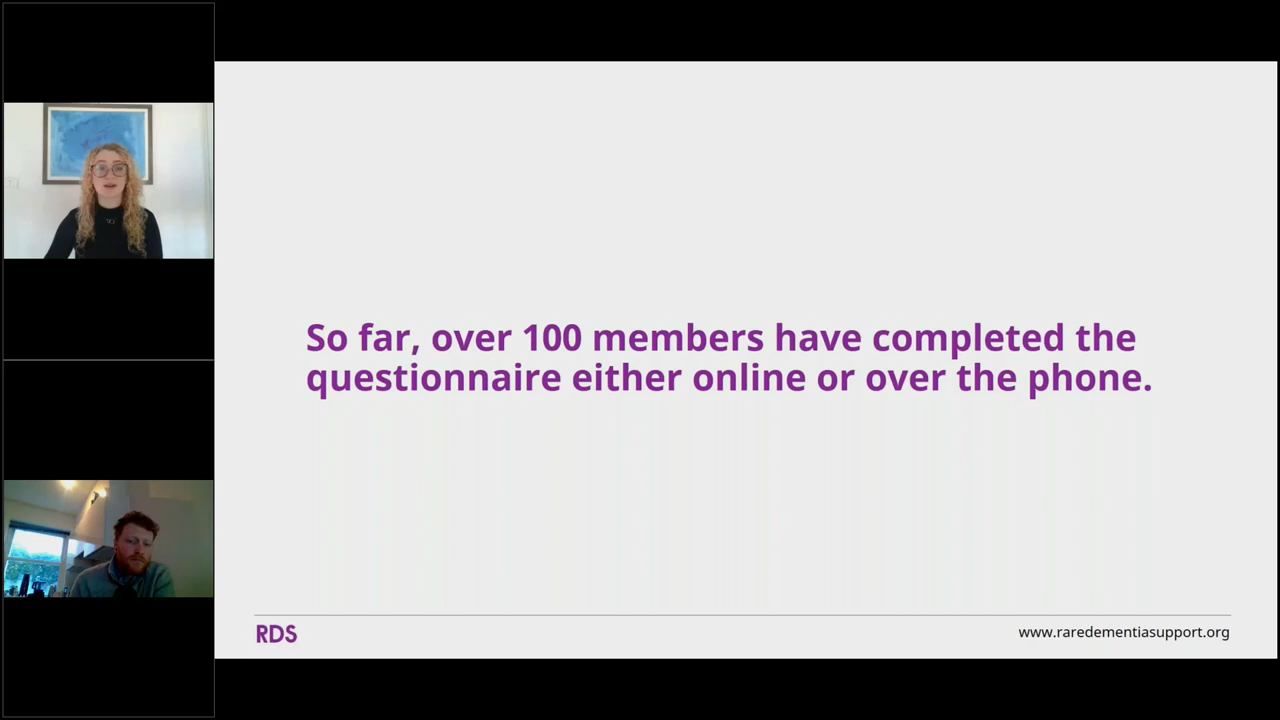 So far, over 100 members have completed the
questionnaire either online or over the phone.
RDS
www.raredementiasupport.org